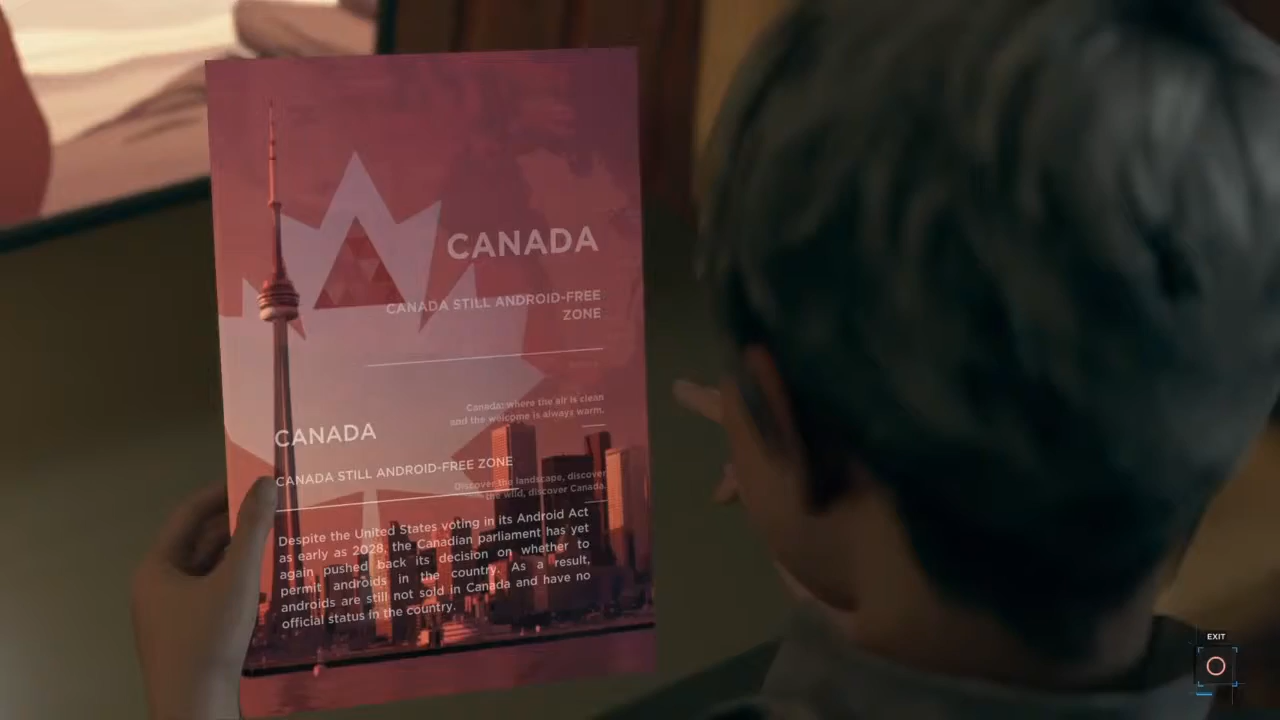 CANADA
CANADA STILL ANDROID-FREE
ZONE
Canada: where the air is clean
and the welcome is always warm.
CANADA
CANADA STILL ANDROID-FREE ZONE
Discover the landscape, discover
the wild, discover Canada.
Despite the United States voting in its Android Act
as early as 2028, the Canadian parliament has yet
again pushed back its decision on whether to
permit androids in the country. As a result,
androids are still not sold in Canada and have no
official status in the country.
EXIT